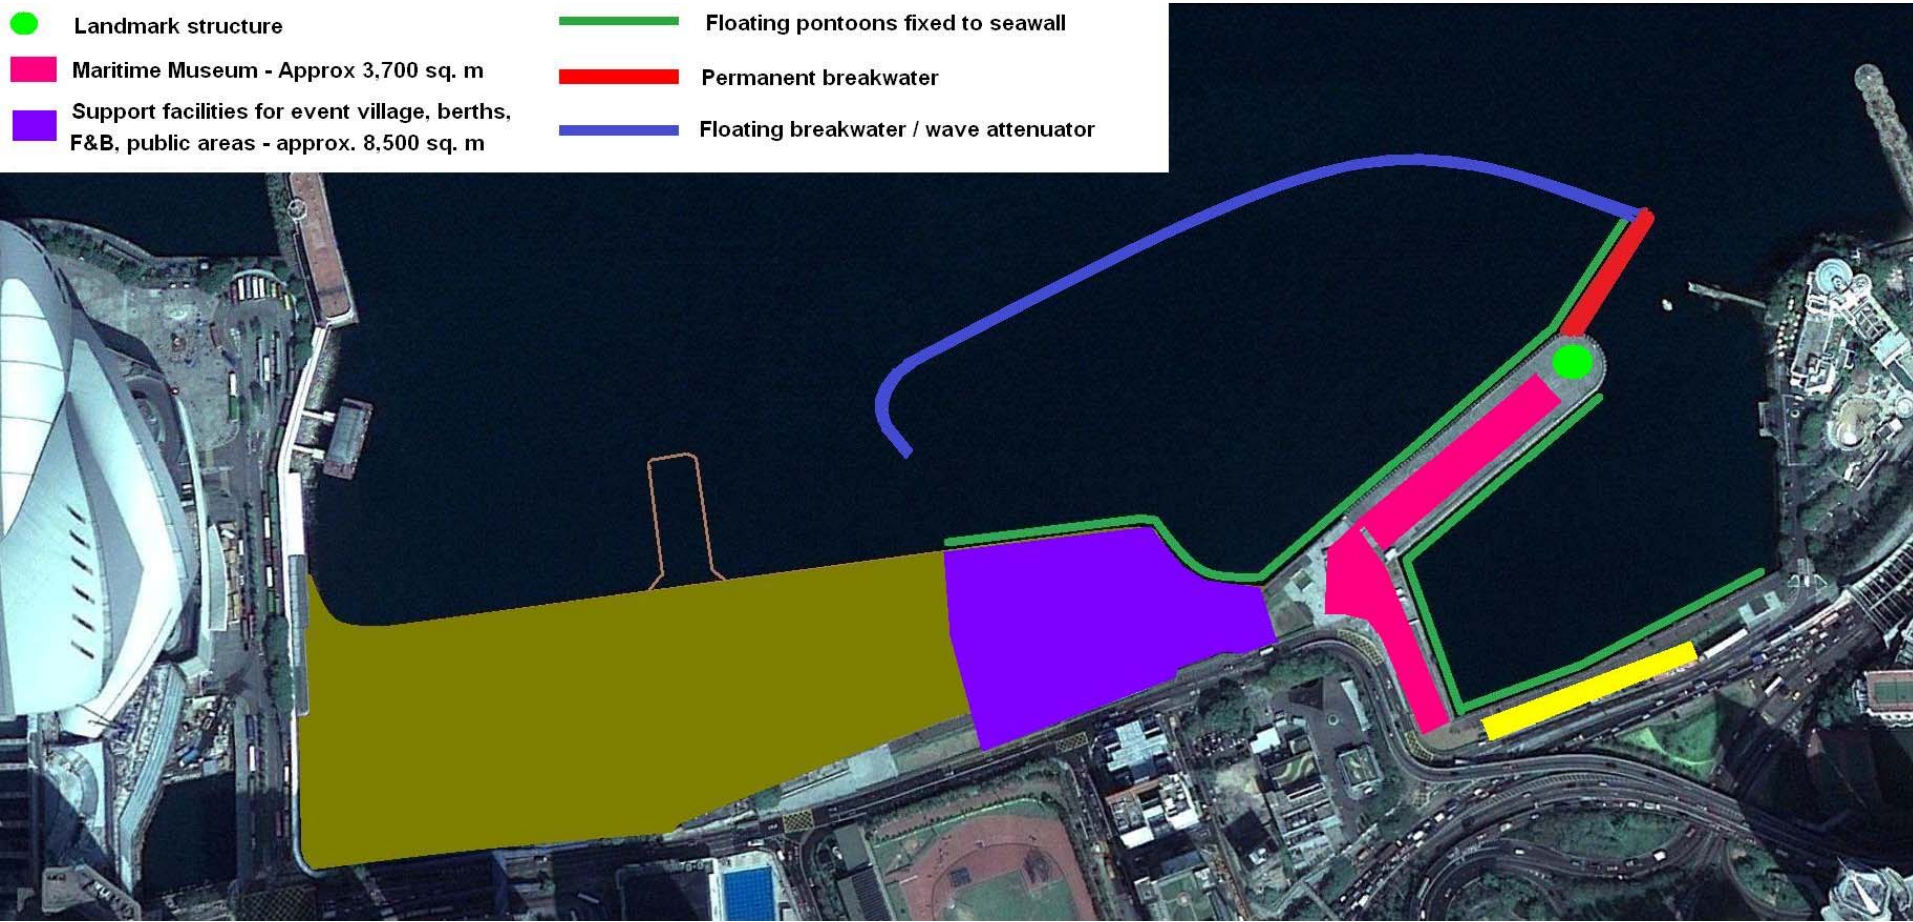 Landmark structure
Maritime Museum - Approx 3,700 sq. m
Support facilities for event village, berths,
F&B, public areas - approx. 8,500 sq. m
Floating pontoons fixed to seawall
Permanent breakwater
Floating breakwater / wave attenuator